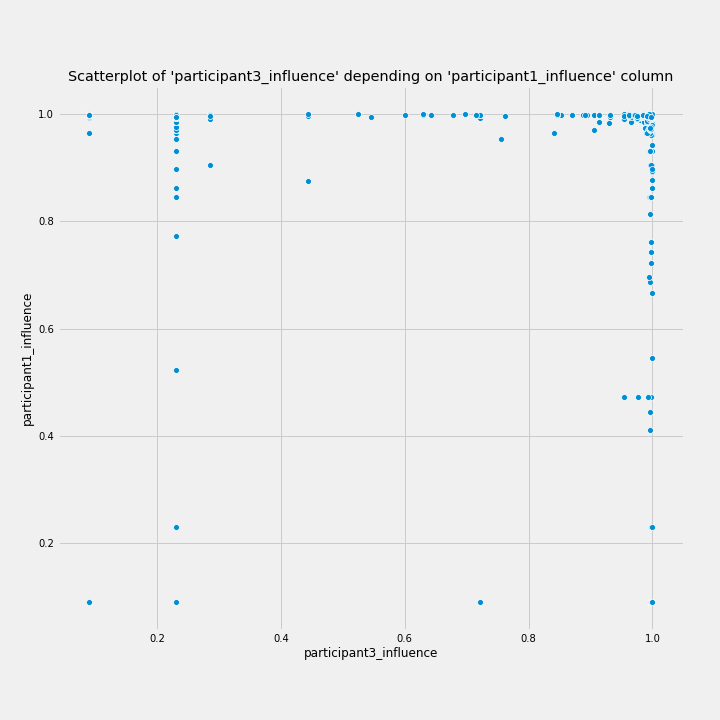 Scatterplot of 'participant3_influence' depending on 'participant1_influence' column
1.0
0.8
0.6
0.4
0.2
participant1_influence
0.2 0.4 0.6 0.8 1.0
participant3_influence